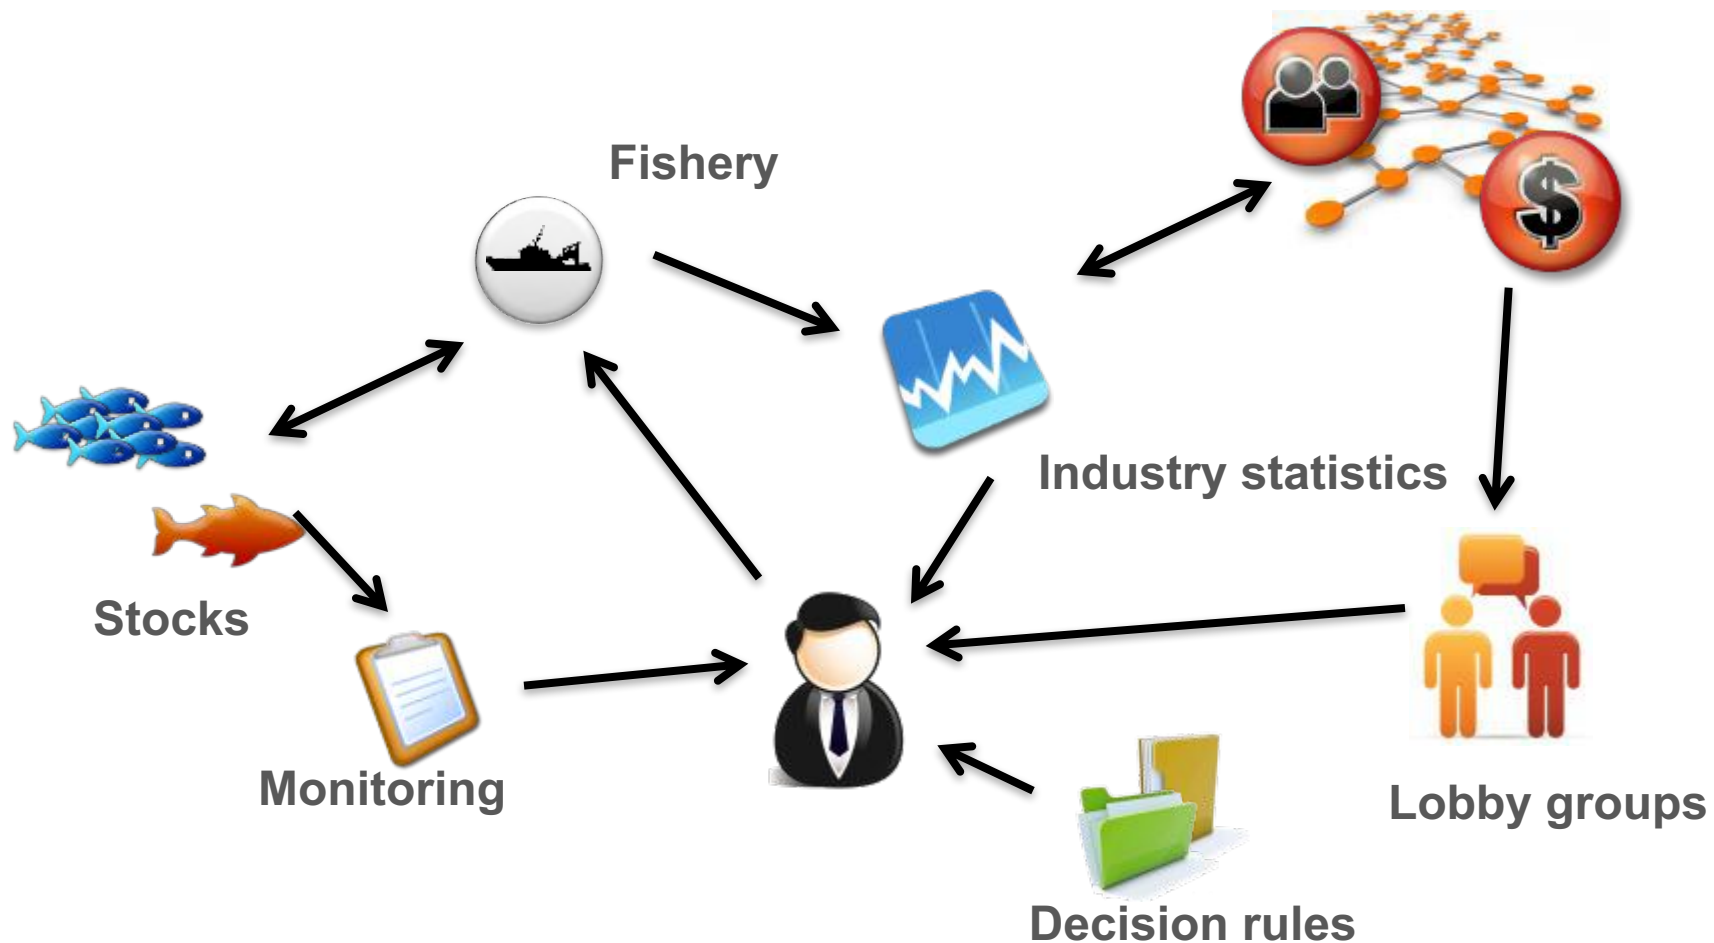 Fishery
Industry statistics
Stocks
Monitoring
Lobby groups
Decision rules